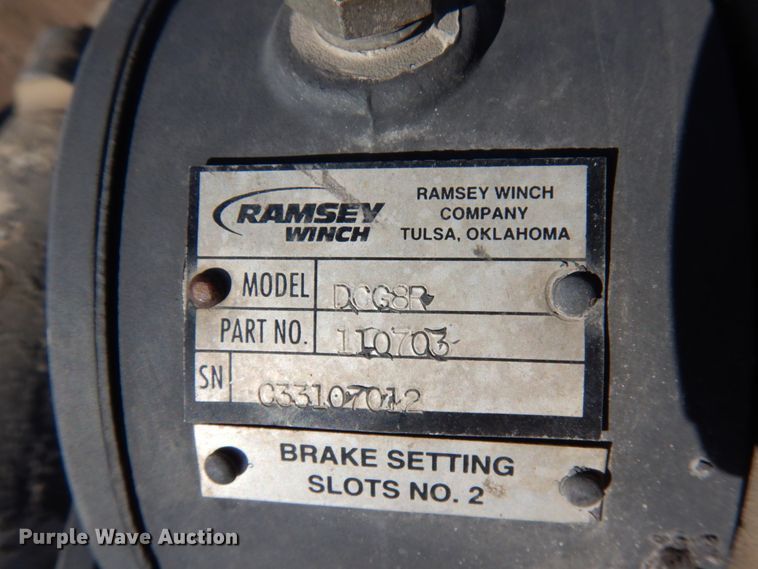 RAMSEY WINCH
RAMSEY WINCH
COMPANY
TULSA, OKLAHOMA
MODEL DCG8R
PART NO. 110703
SN C33107012
BRAKE SETTING
SLOTS NO. 2
Purple Wave Auction